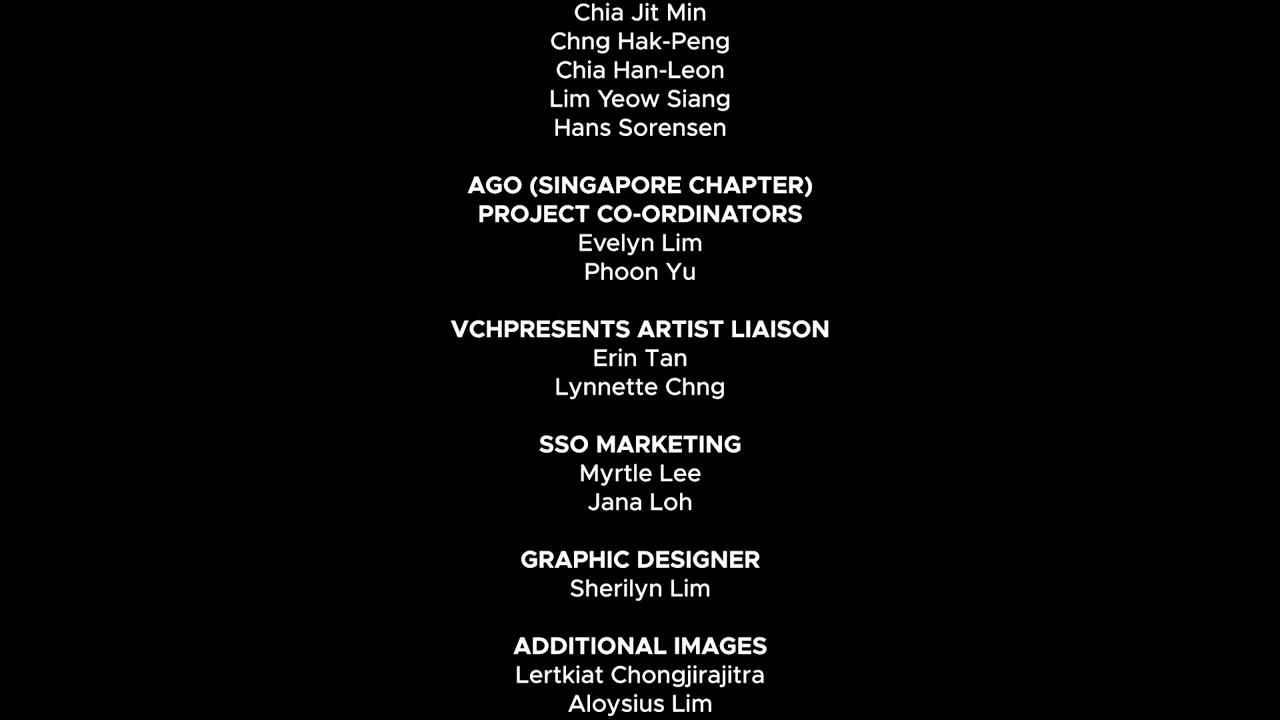 Chia Jit Min
Chng Hak-Peng
Chia Han-Leon
Lim Yeow Siang
Hans Sorensen
AGO (SINGAPORE CHAPTER)
PROJECT CO-ORDINATORS
Evelyn Lim
Phoon Yu
VCHPRESENTS ARTIST LIAISON
Erin Tan
Lynnette Chng
SSO MARKETING
Myrtle Lee
Jana Loh
GRAPHIC DESIGNER
Sherilyn Lim
ADDITIONAL IMAGES
Lertkiat Chongjirajitra
Aloysius Lim